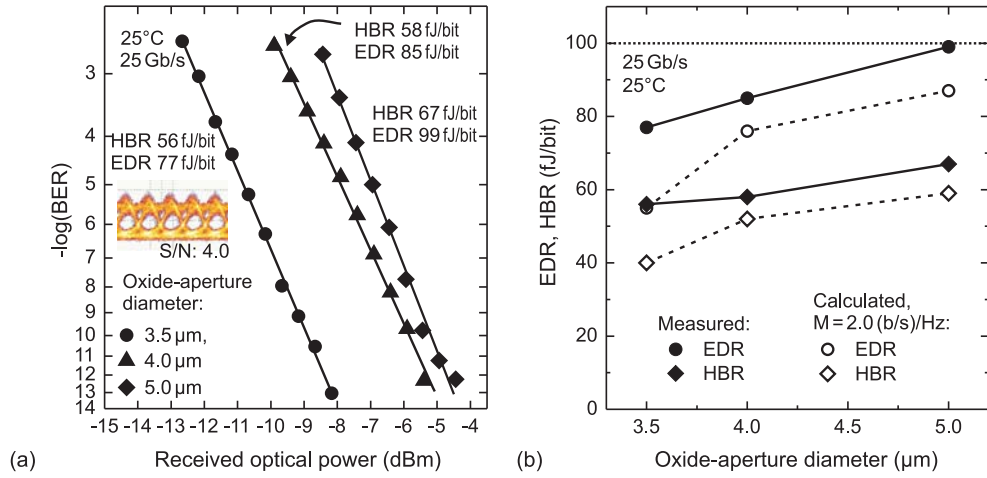 25°C
25 Gb/s
HBR 58 fJ/bit
EDR 85 fJ/bit
HBR 67 fJ/bit
EDR 99 fJ/bit
HBR 56 fJ/bit
EDR 77 fJ/bit
S/N: 4.0
Oxide-aperture
diameter:
3.5 µm,
4.0 µm
5.0 µm
-log(BER)
3
4
5
6
7
8
9
10
11
12
13
14
-15 -14 -13 -12 -11 -10 -9 -8 -7 -6 -5 -4
Received optical power (dBm)
(a)
EDR, HBR (fJ/bit)
100
80
60
40
20
0
25 Gb/s
25°C
Measured:
EDR
HBR
Calculated,
M = 2.0 (b/s)/Hz:
EDR
HBR
3.5 4.0 4.5 5.0
Oxide-aperture diameter (µm)
(b)